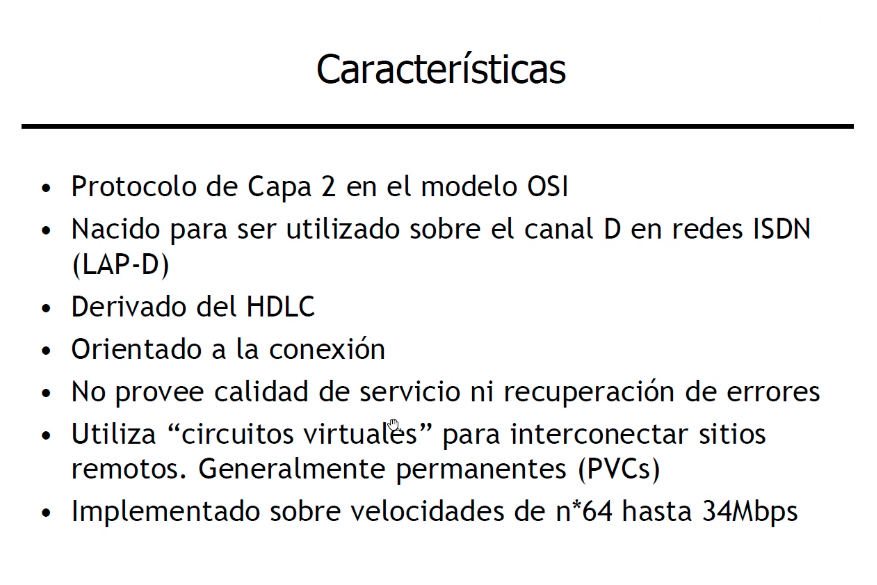 Características
• Protocolo de Capa 2 en el modelo OSI
• Nacido para ser utilizado sobre el canal D en redes ISDN
(LAP-D)
• Derivado del HDLC
• Orientado a la conexión
• No provee calidad de servicio ni recuperación de errores
• Utiliza “circuitos virtuales” para interconectar sitios
remotos. Generalmente permanentes (PVCs)
• Implementado sobre velocidades de n*64 hasta 34Mbps